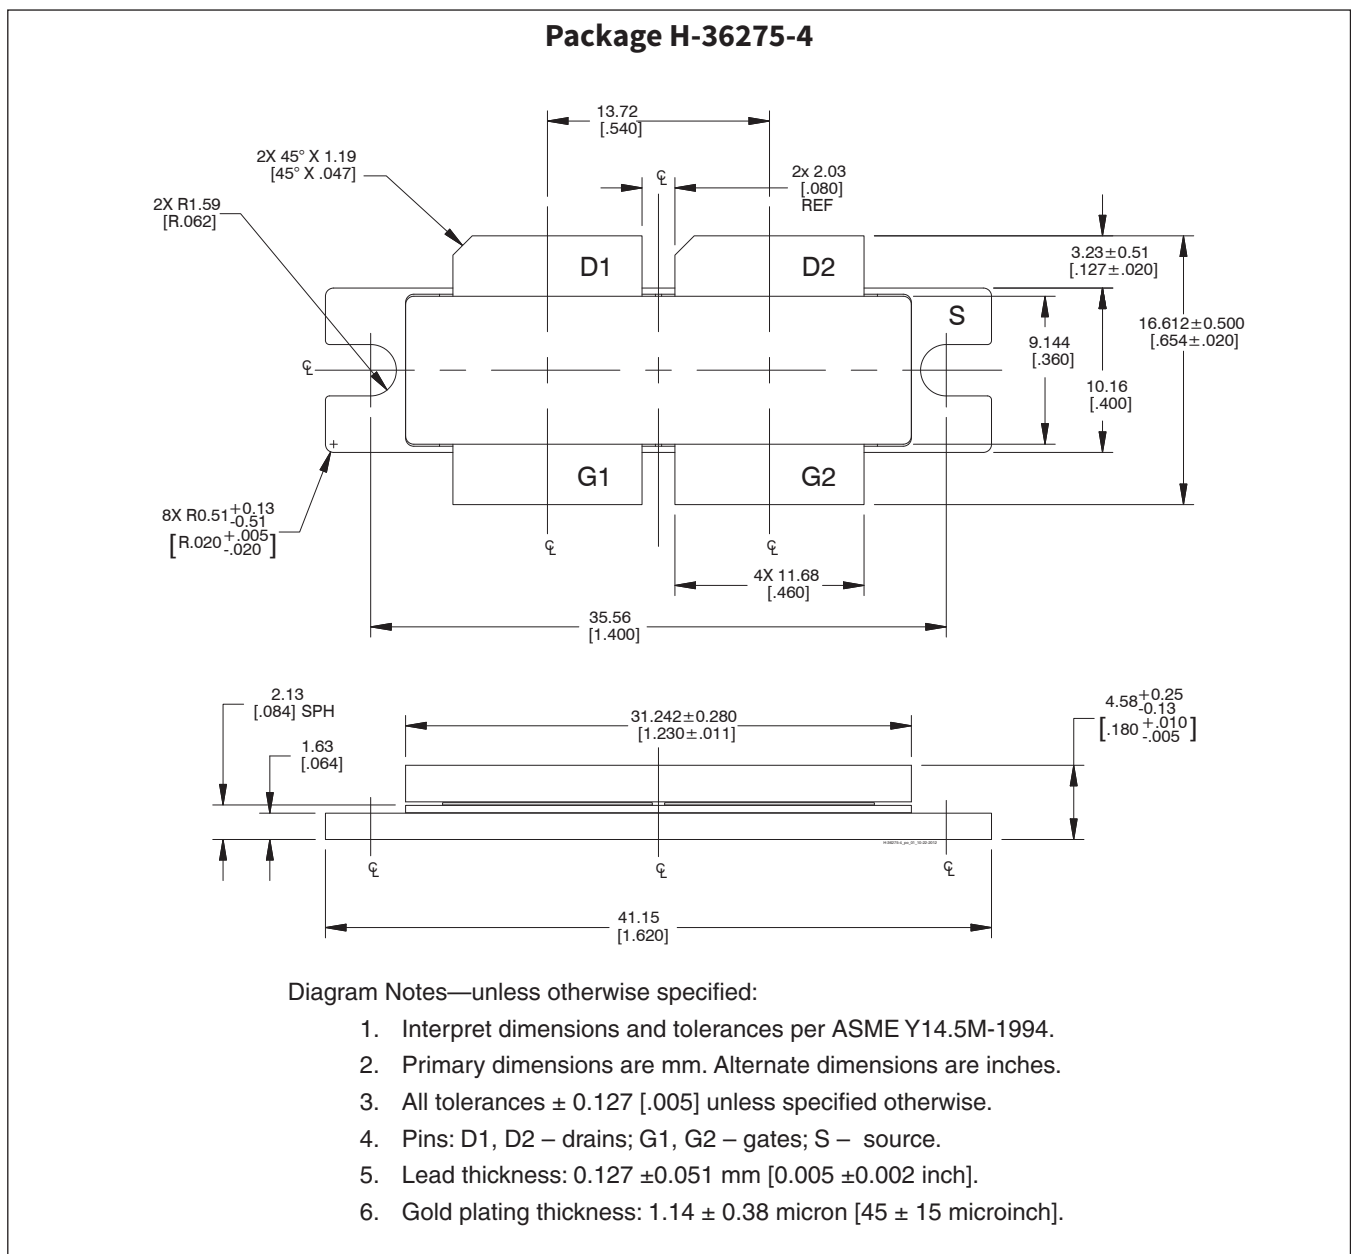 Package H-36275-4
13.72
[.540]
2X 45° X 1.19
[45° X .047]
℄
2x 2.03
[.080]
REF
2X R1.59
[R.062]
D1
D2
3.23±0.51
[.127±.020]
S
16.612±0.500
[.654±.020]
9.144
[.360]
℄
10.16
[.400]
G1
G2
8X R0.51+0.13
-0.51
[R.020+.005
-.020]
℄
℄
4X 11.68
[.460]
35.56
[1.400]
2.13
[.084] SPH
31.242±0.280
[1.230±.011]
4.58+0.25
-0.13
[.180+.010
-.005]
1.63
[.064]
℄
℄
℄
41.15
[1.620]
Diagram Notes—unless otherwise specified:
1. Interpret dimensions and tolerances per ASME Y14.5M-1994.
2. Primary dimensions are mm. Alternate dimensions are inches.
3. All tolerances ± 0.127 [.005] unless specified otherwise.
4. Pins: D1, D2 – drains; G1, G2 – gates; S – source.
5. Lead thickness: 0.127 ±0.051 mm [0.005 ±0.002 inch].
6. Gold plating thickness: 1.14 ± 0.38 micron [45 ± 15 microinch].